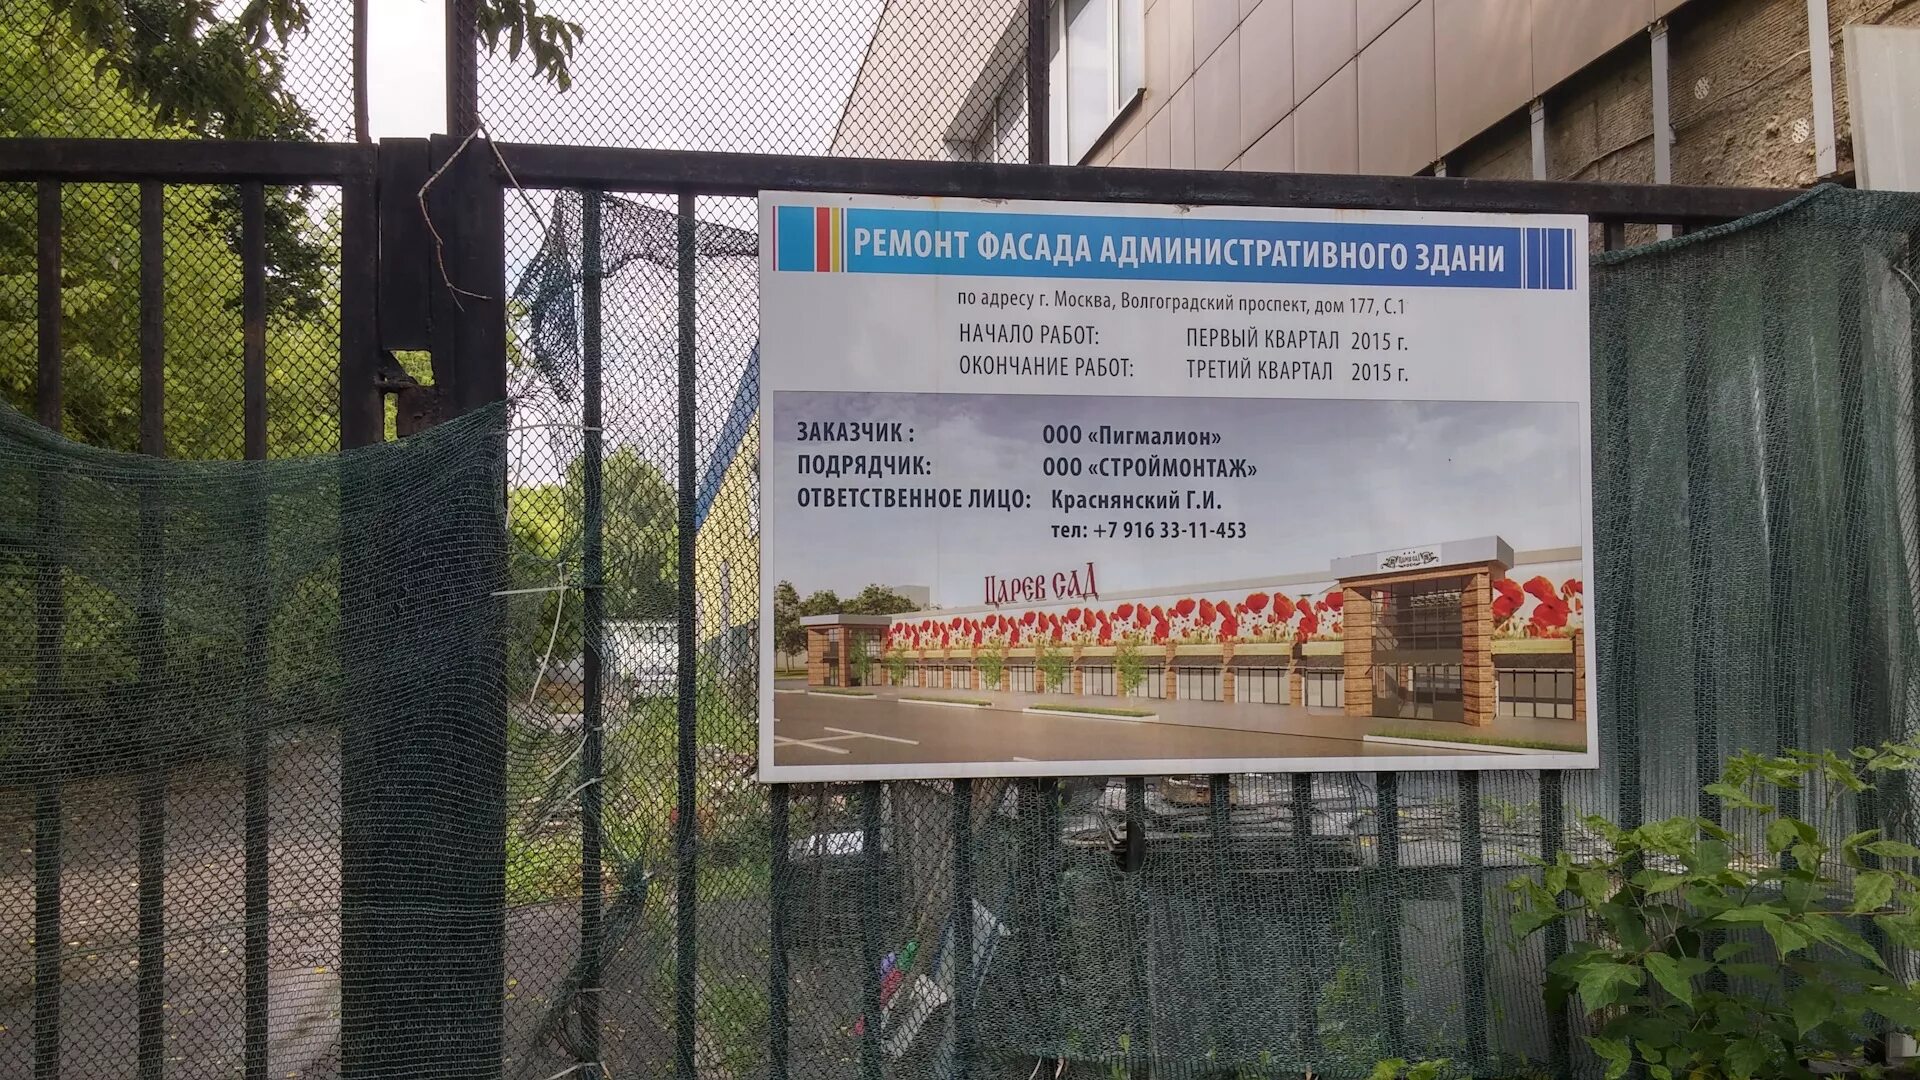 РЕМОНТ ФАСАДА АДМИНИСТРАТИВНОГО ЗДАНИ
по адресу г. Москва, Волгоградский проспект, дом 177, С.1
НАЧАЛО РАБОТ: ПЕРВЫЙ КВАРТАЛ 2015 г.
ОКОНЧАНИЕ РАБОТ: ТРЕТИЙ КВАРТАЛ 2015 г.
ЗАКАЗЧИК : ООО «Пигмалион»
ПОДРЯДЧИК: ООО «СТРОЙМОНТАЖ»
ОТВЕТСТВЕННОЕ ЛИЦО: Краснянский Г.И.
тел: +7 916 33-11-453
ЦАРЕВ САД